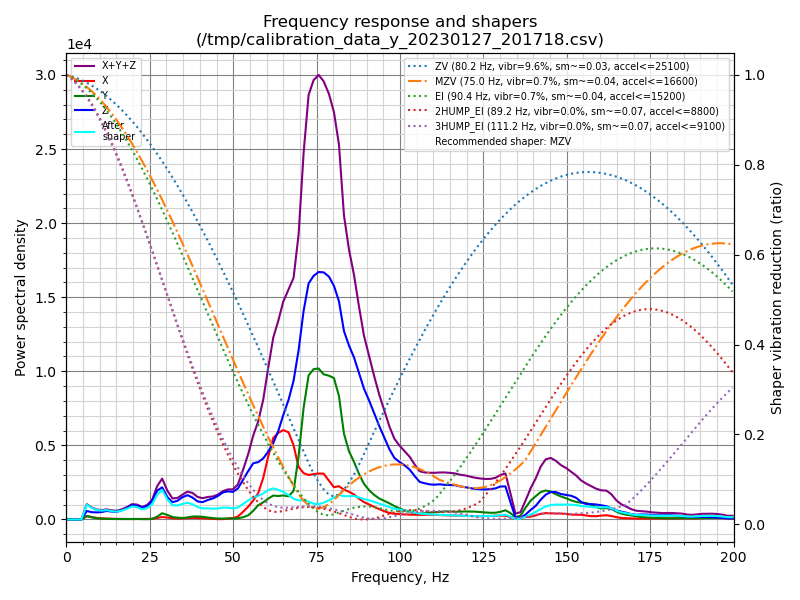 Frequency response and shapers
(/tmp/calibration_data_y_20230127_201718.csv)
1e4
X+Y+Z
X
Y
Z
After
shaper
ZV (80.2 Hz, vibr=9.6%, sm~=0.03, accel<=25100)
MZV (75.0 Hz, vibr=0.7%, sm~=0.04, accel<=16600)
EI (90.4 Hz, vibr=0.7%, sm~=0.04, accel<=15200)
2HUMP_EI (89.2 Hz, vibr=0.0%, sm~=0.07, accel<=8800)
3HUMP_EI (111.2 Hz, vibr=0.0%, sm~=0.07, accel<=9100)
Recommended shaper: MZV
3.0
2.5
2.0
1.5
1.0
0.5
0.0
Power spectral density
1.0
0.8
0.6
0.4
0.2
0.0
Shaper vibration reduction (ratio)
0 25 50 75 100 125 150 175 200
Frequency, Hz